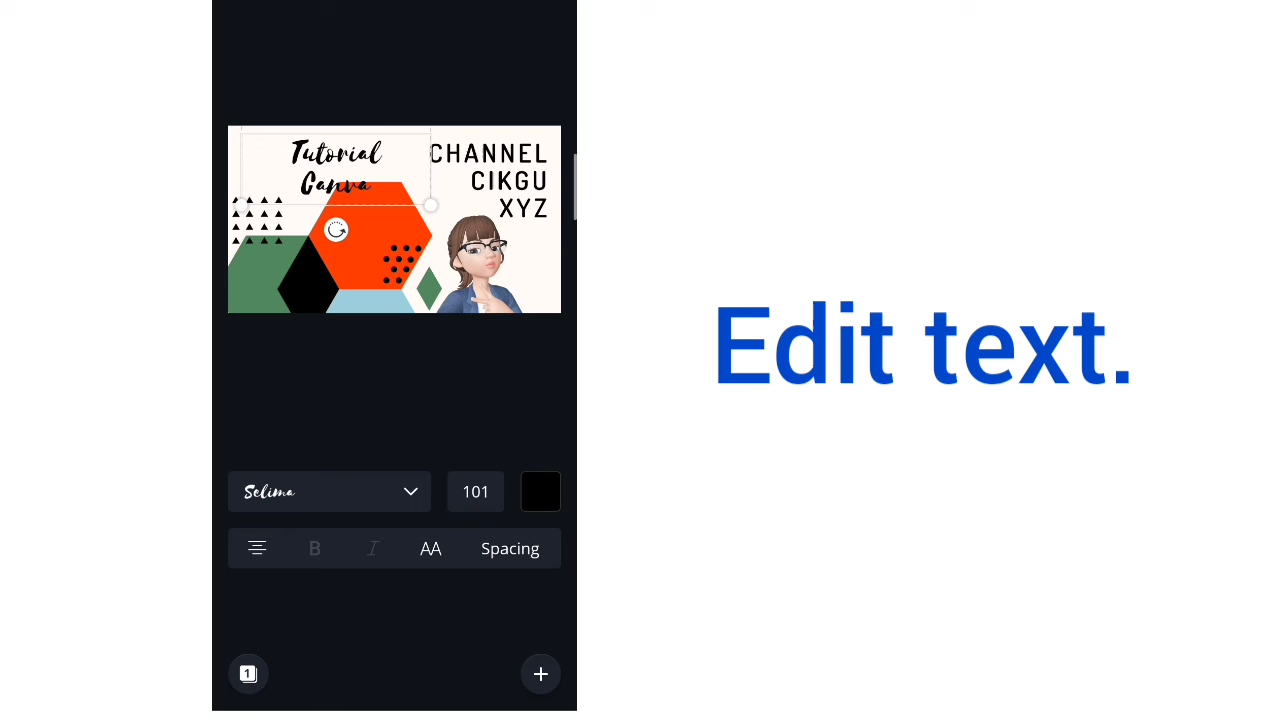 Tutorial
Canva
CHANNEL
CIKGU
XYZ
Edit text.
Selima
101
B I AA Spacing
1